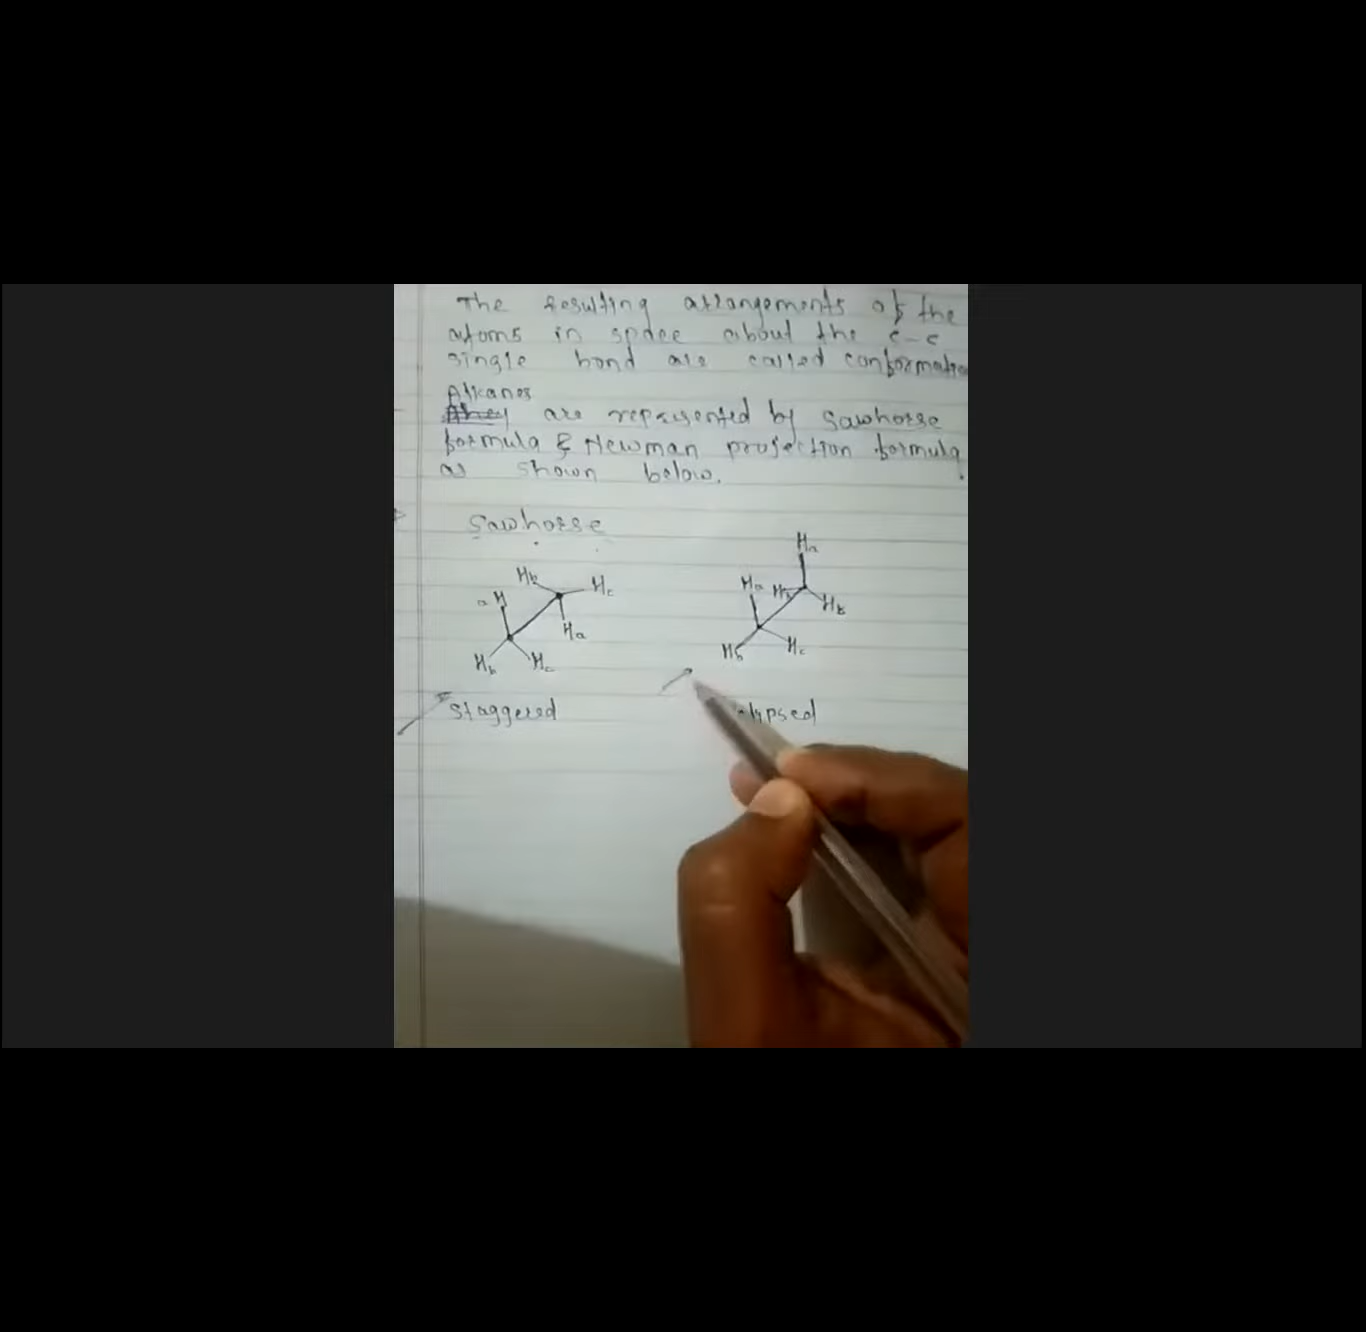 The resulting arrangements of the
atoms in space about the c-c
single bond are called conformatio
Alkanes
are represented by Sawhorse
formula & Newman projection formula.
as shown below.
Sawhorse
Ha
Hb Hc
a H
Ha
Hb Hc
Ha
Hb
Hb Hc
Staggered
lypsed